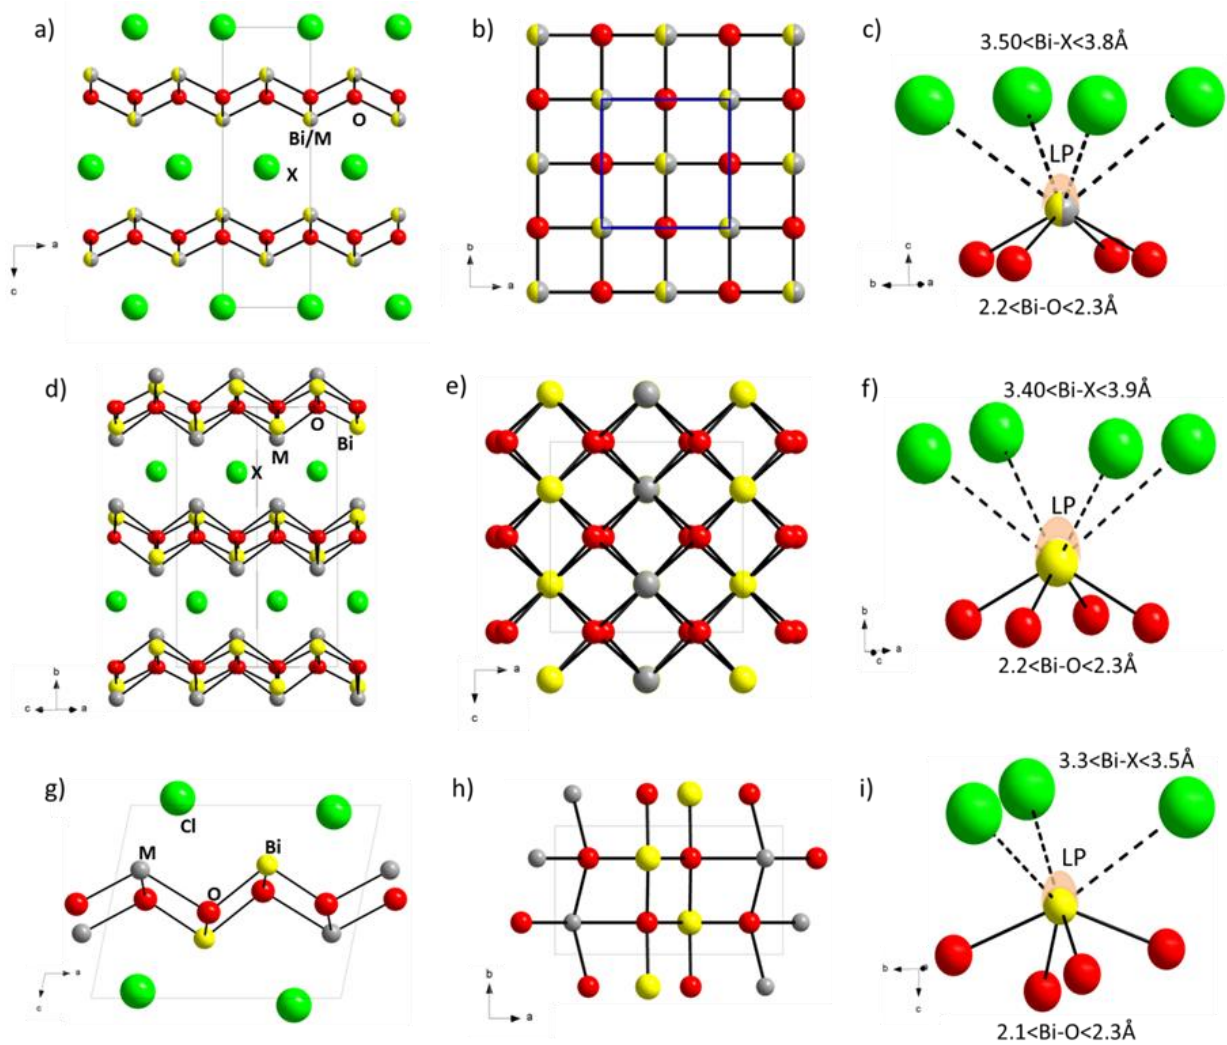 a)
O
Bi/M
X
a
c
b)
b
a
c)
3.50<Bi-X<3.8Å
LP
c
b
a
2.2<Bi-O<2.3Å
d)
O
Bi
M
X
b
c
a
e)
a
c
f)
3.40<Bi-X<3.9Å
LP
b
c
a
2.2<Bi-O<2.3Å
g)
Cl
M
Bi
O
a
c
h)
b
a
i)
3.3<Bi-X<3.5Å
LP
b
a
c
2.1<Bi-O<2.3Å